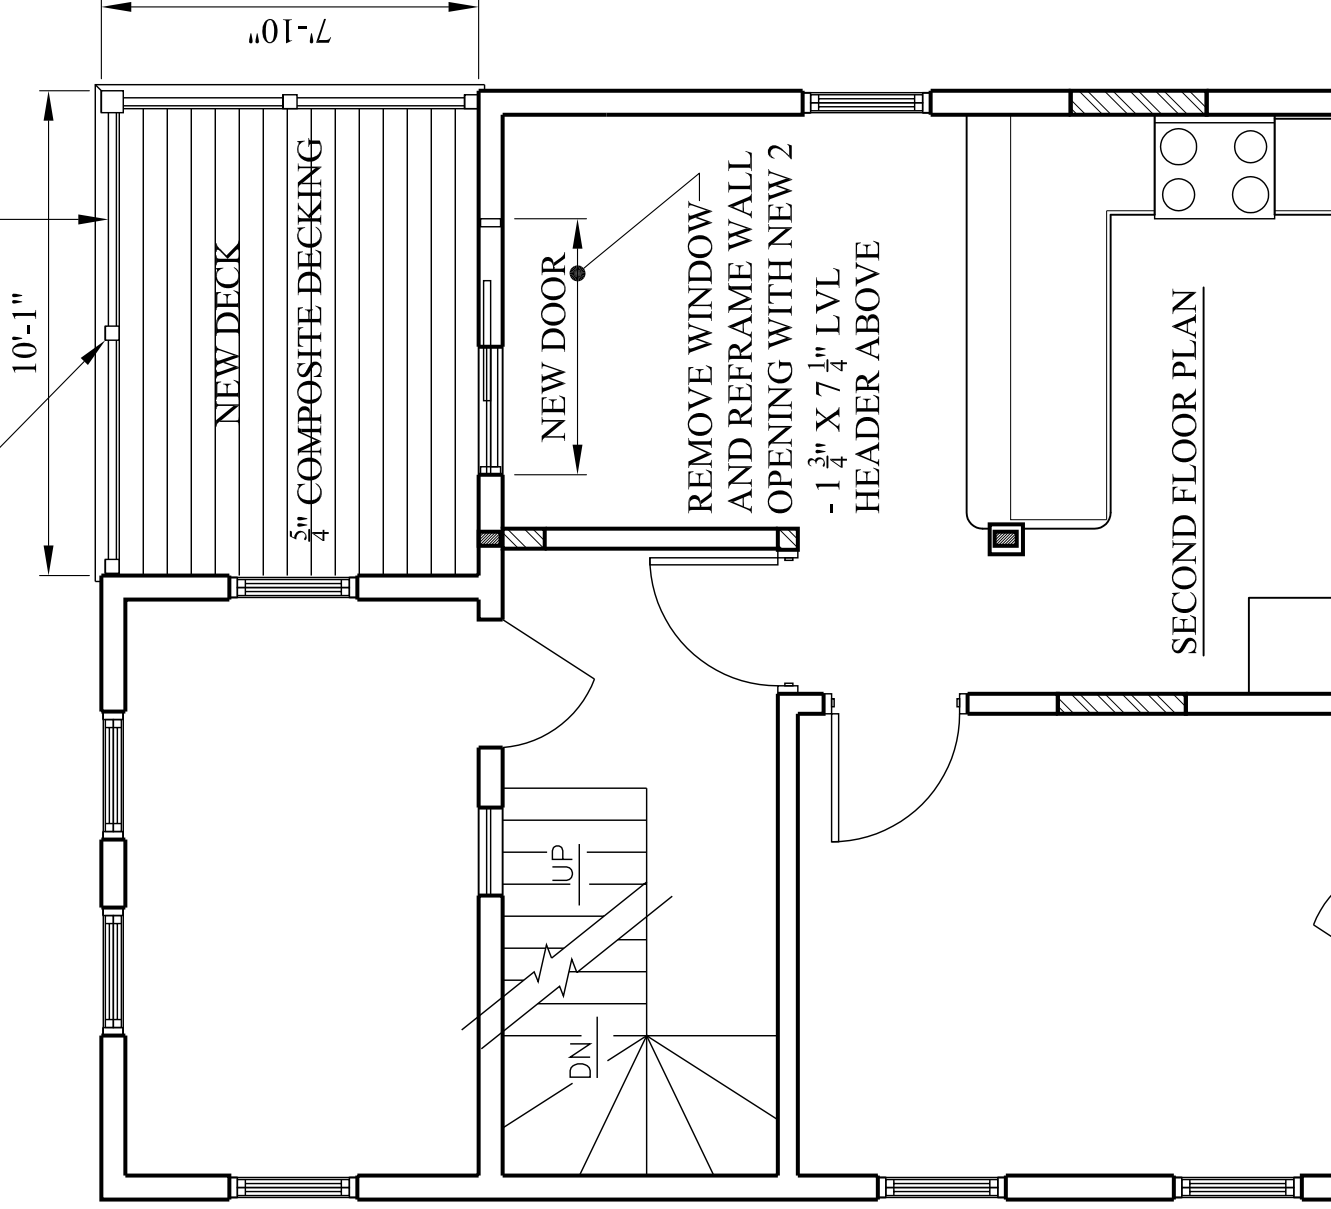 7'-10"
10'-1"
NEW DECK
5/4" COMPOSITE DECKING
NEW DOOR
REMOVE WINDOW
AND REFRAME WALL
OPENING WITH NEW 2
- 1 3/4" X 7 1/4" LVL
HEADER ABOVE
SECOND FLOOR PLAN
UP
DN